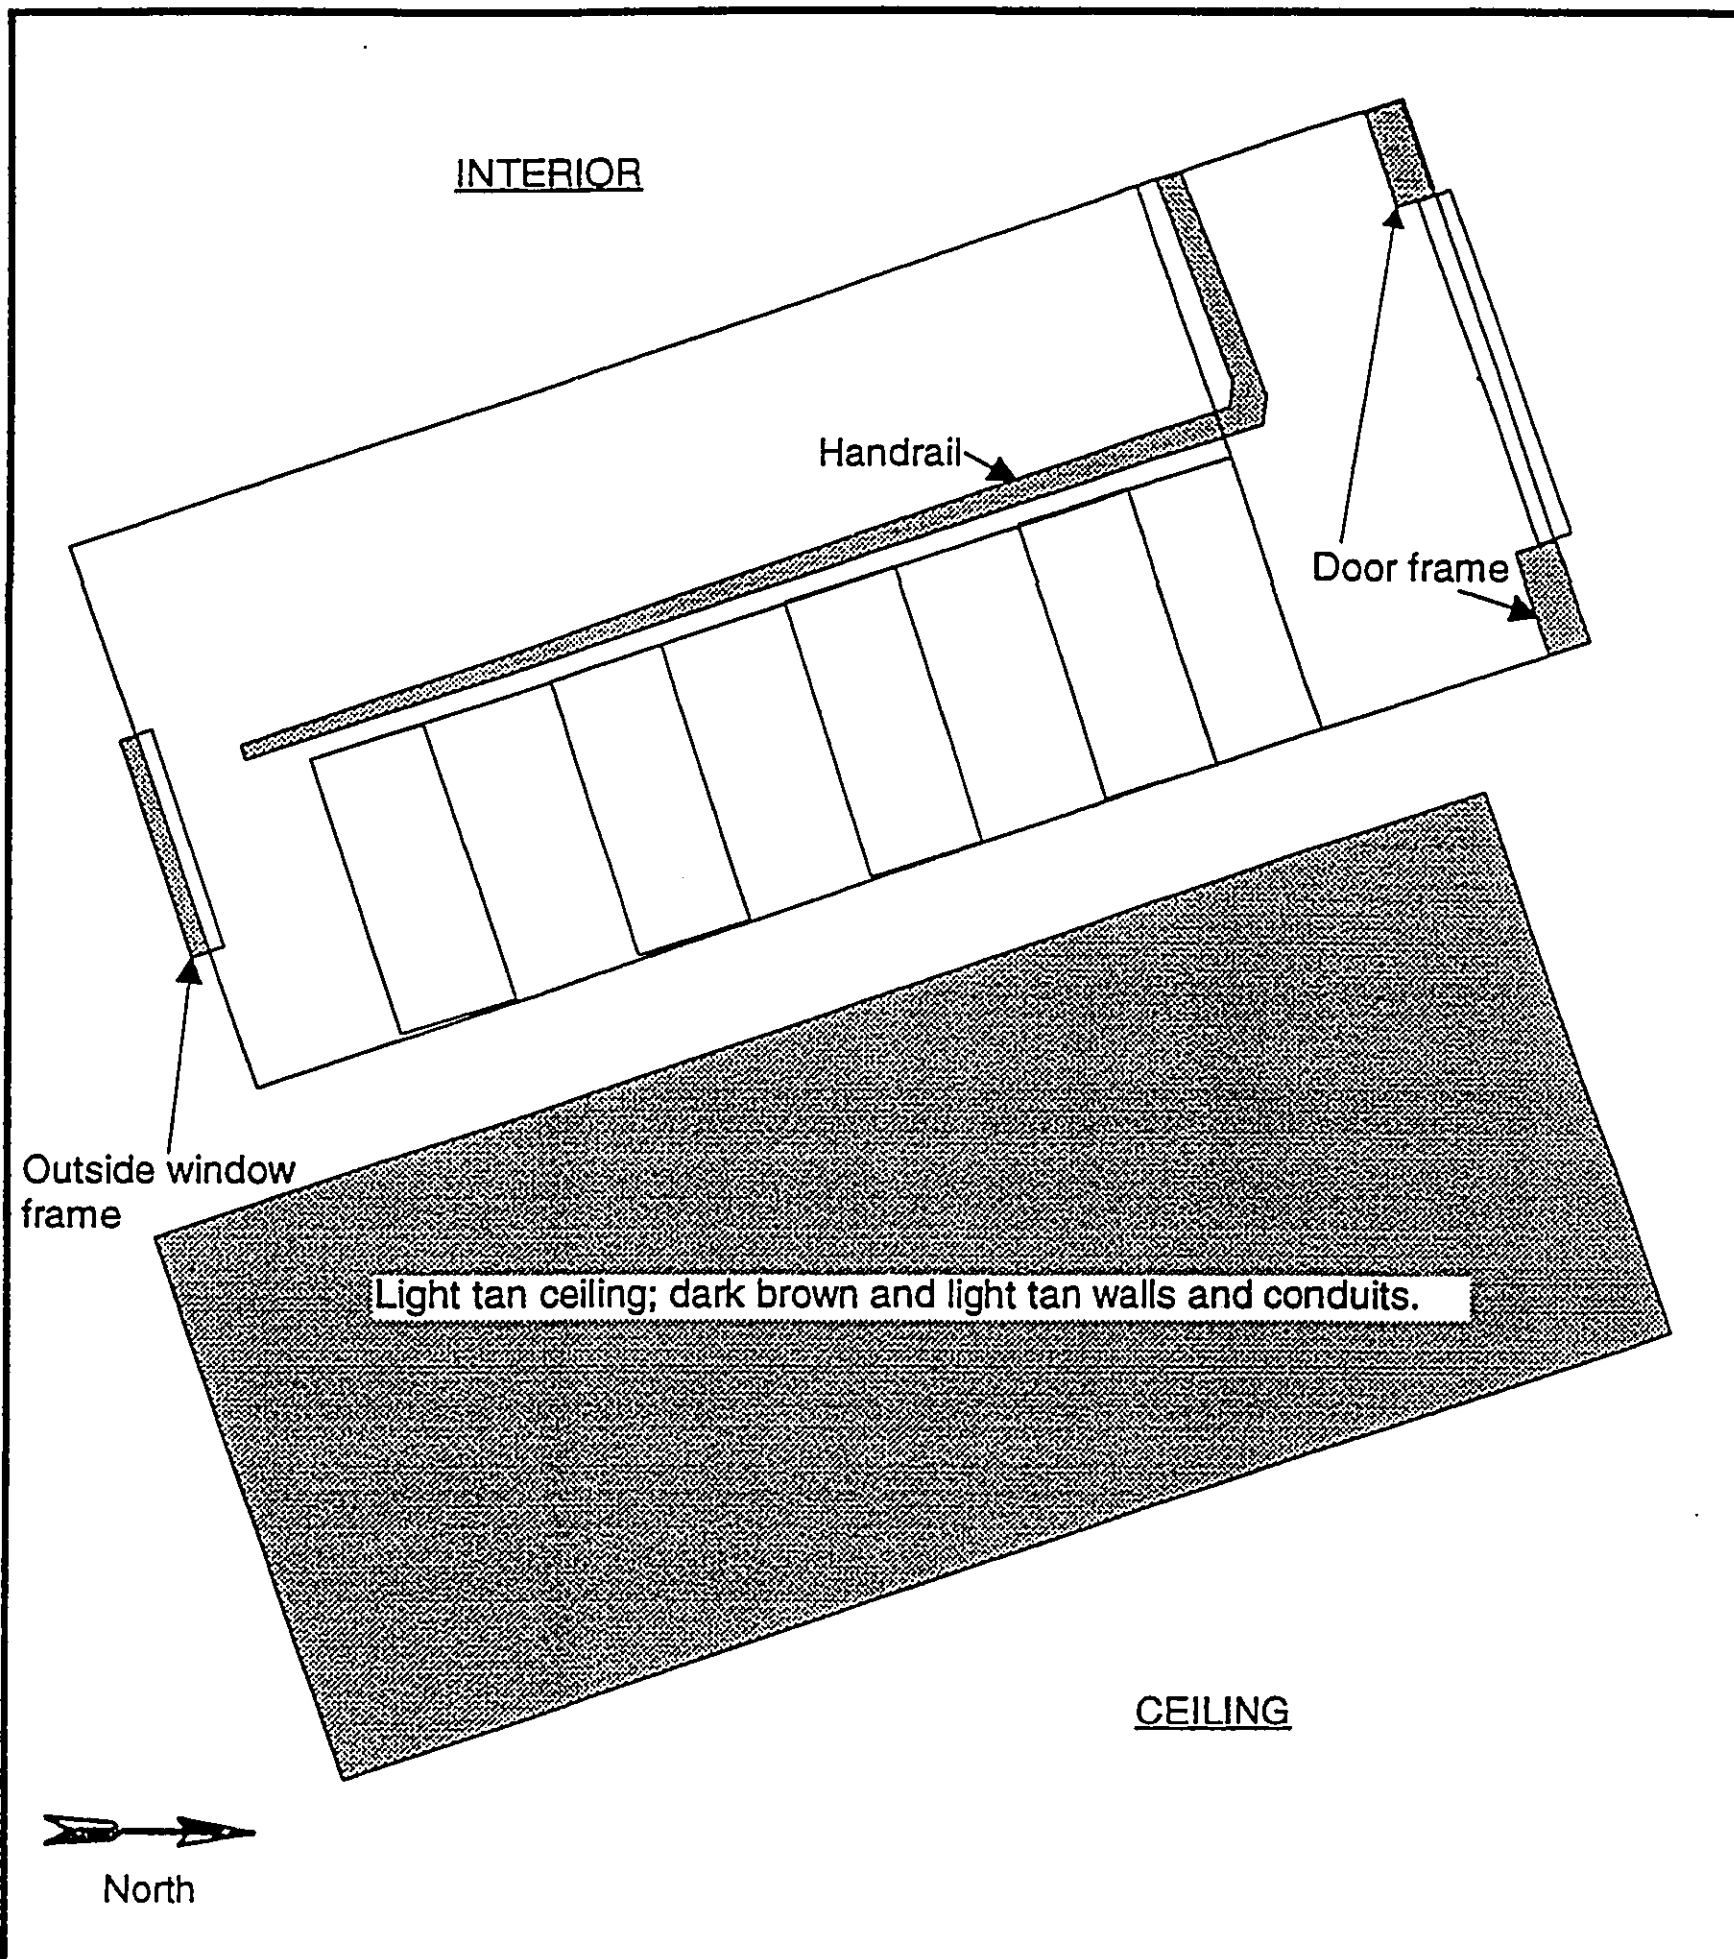 INTERIOR
Handrail
Door frame
Outside window
frame
Light tan ceiling; dark brown and light tan walls and conduits.
CEILING
North